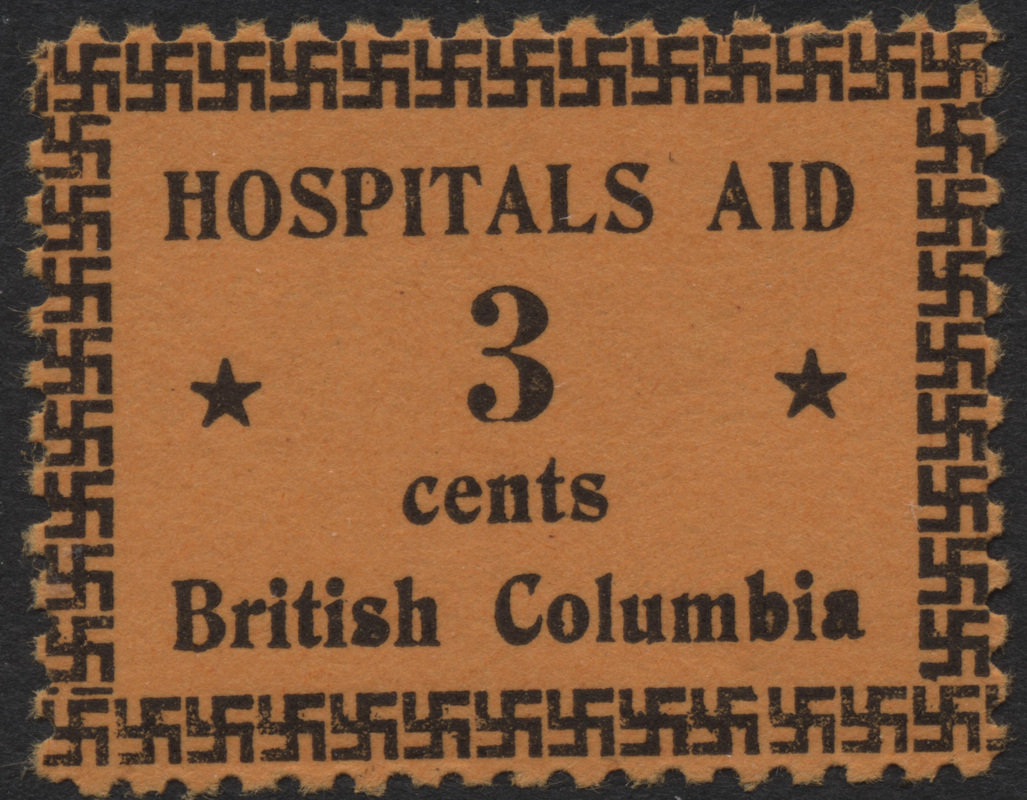 HOSPITALS AID
3
cents
British Columbia